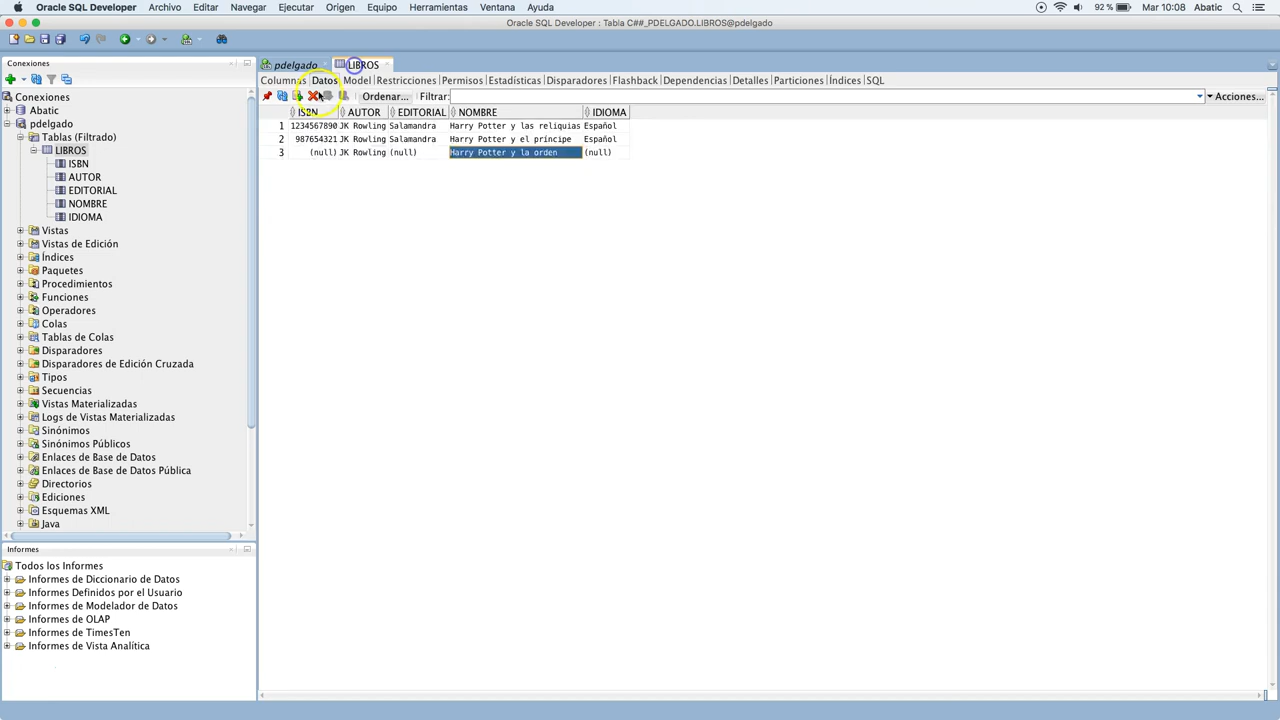 Oracle SQL Developer Archivo Editar Navegar Ejecutar Origen Equipo Herramientas Ventana Ayuda 92 % Mar 10:08 Abatic
Oracle SQL Developer : Tabla C##_PDELGADO.LIBROS@pdelgado
Conexiones
pdelgado LIBROS
Columnas Datos Model Restricciones Permisos Estadísticas Disparadores Flashback Dependencias Detalles Particiones Índices SQL
Ordenar... Filtrar: Acciones...
ISBN AUTOR EDITORIAL NOMBRE IDIOMA
1 1234567890 JK Rowling Salamandra Harry Potter y las reliquias Español
2 987654321 JK Rowling Salamandra Harry Potter y el príncipe Español
3 (null) JK Rowling (null) Harry Potter y la orden (null)
Conexiones
Abatic
pdelgado
Tablas (Filtrado)
LIBROS
ISBN
AUTOR
EDITORIAL
NOMBRE
IDIOMA
Vistas
Vistas de Edición
Índices
Paquetes
Procedimientos
Funciones
Operadores
Colas
Tablas de Colas
Disparadores
Disparadores de Edición Cruzada
Tipos
Secuencias
Vistas Materializadas
Logs de Vistas Materializadas
Sinónimos
Sinónimos Públicos
Enlaces de Base de Datos
Enlaces de Base de Datos Pública
Directorios
Ediciones
Esquemas XML
Java
Informes
Todos los Informes
Informes de Diccionario de Datos
Informes Definidos por el Usuario
Informes de Modelador de Datos
Informes de OLAP
Informes de TimesTen
Informes de Vista Analítica